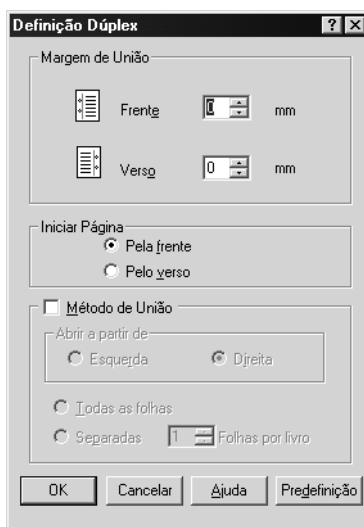 Definição Dúplex
Margem de União
Frente 0 mm
Verso 0 mm
Iniciar Página
Pela frente
Pelo verso
Método de União
Abrir a partir de
Esquerda Direita
Todas as folhas
Separadas 1 Folhas por livro
OK Cancelar Ajuda Predefinição